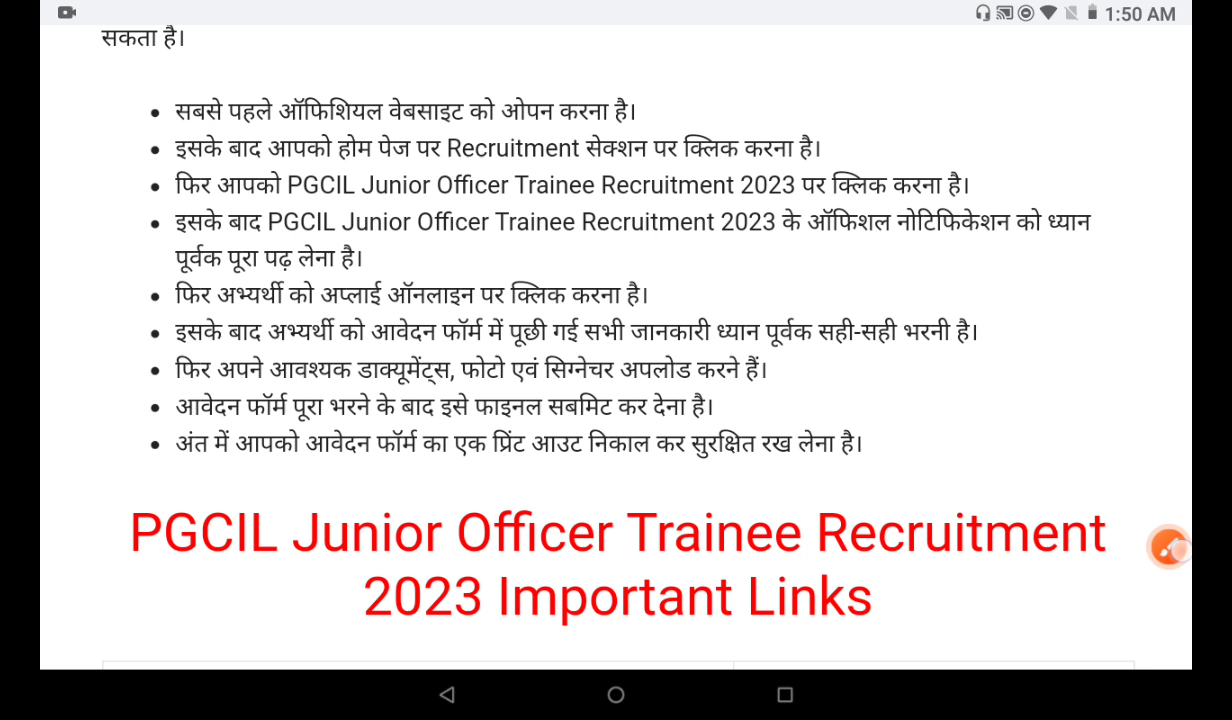 1:50 AM
सकता है।
• सबसे पहले ऑफिशियल वेबसाइट को ओपन करना है।
• इसके बाद आपको होम पेज पर Recruitment सेक्शन पर क्लिक करना है।
• फिर आपको PGCIL Junior Officer Trainee Recruitment 2023 पर क्लिक करना है।
• इसके बाद PGCIL Junior Officer Trainee Recruitment 2023 के ऑफिशल नोटिफिकेशन को ध्यान
पूर्वक पूरा पढ़ लेना है।
• फिर अभ्यर्थी को अप्लाई ऑनलाइन पर क्लिक करना है।
• इसके बाद अभ्यर्थी को आवेदन फॉर्म में पूछी गई सभी जानकारी ध्यान पूर्वक सही-सही भरनी है।
• फिर अपने आवश्यक डाक्यूमेंट्स, फोटो एवं सिग्नेचर अपलोड करने हैं।
• आवेदन फॉर्म पूरा भरने के बाद इसे फाइनल सबमिट कर देना है।
• अंत में आपको आवेदन फॉर्म का एक प्रिंट आउट निकाल कर सुरक्षित रख लेना है।
PGCIL Junior Officer Trainee Recruitment
2023 Important Links